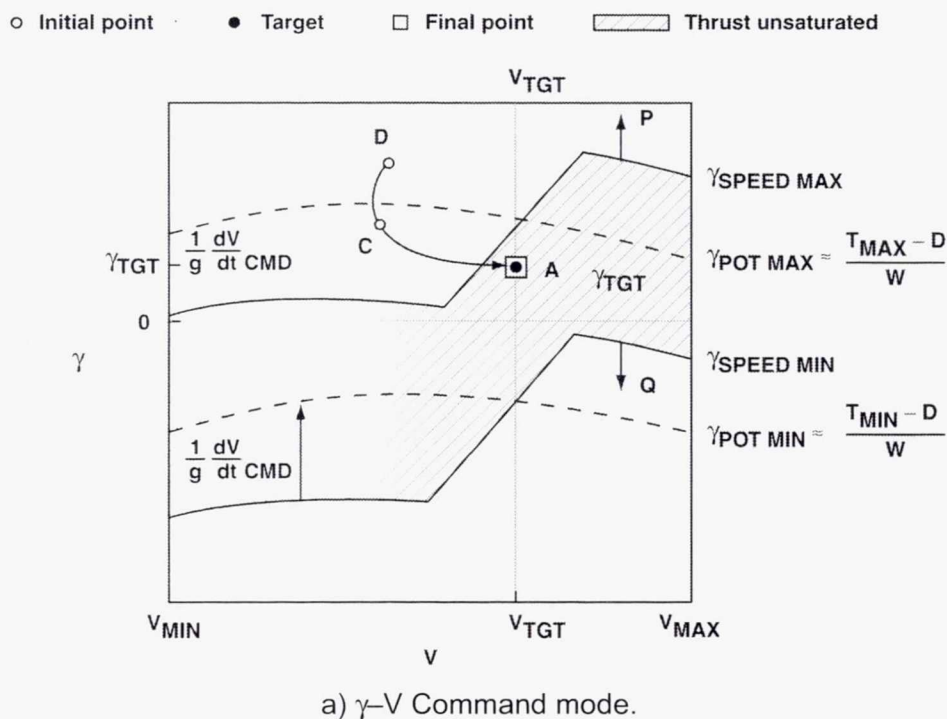 Initial point Target Final point Thrust unsaturated
V_TGT
P
D
γ_SPEED MAX
C
1/g dV/dt CMD
γ_TGT
A
γ_TGT
γ_POT MAX ≈ (T_MAX – D)/W
0
γ
γ_SPEED MIN
Q
γ_POT MIN ≈ (T_MIN – D)/W
1/g dV/dt CMD
V_MIN V_TGT V_MAX
V
a) γ–V Command mode.